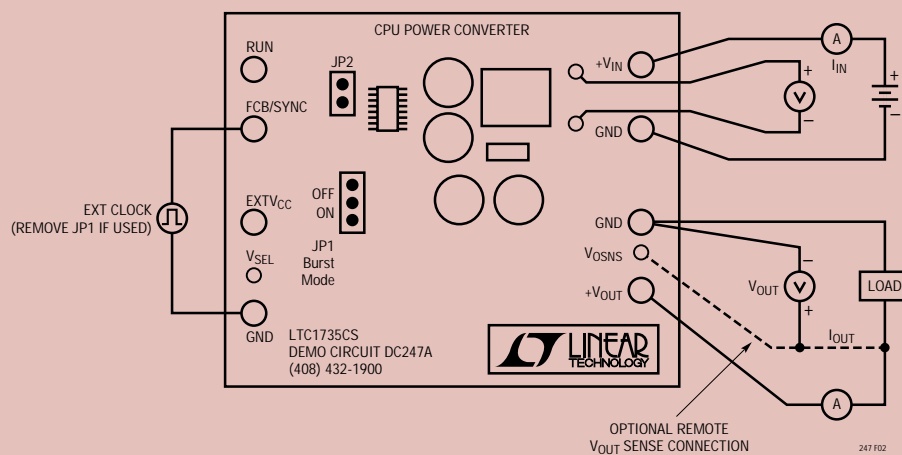 CPU POWER CONVERTER
RUN
JP2
+VIN
A
IIN
+
+
V
FCB/SYNC
−
−
GND
EXT CLOCK
(REMOVE JP1 IF USED)
EXTVCC
OFF
ON
JP1
Burst
Mode
VSEL
GND
GND
VOSNS
+VOUT
−
VOUT
V
+
LOAD
IOUT
LTC1735CS
DEMO CIRCUIT DC247A
(408) 432-1900
LINEAR
TECHNOLOGY
A
OPTIONAL REMOTE
VOUT SENSE CONNECTION
247 F02